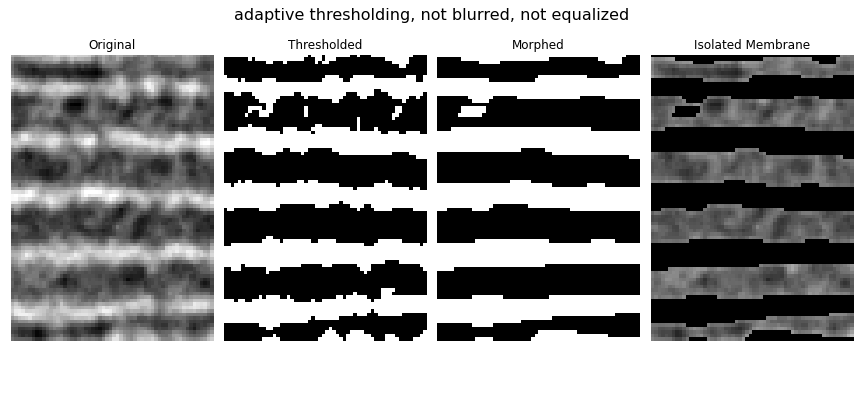 adaptive thresholding, not blurred, not equalized
Original
Thresholded
Morphed
Isolated Membrane